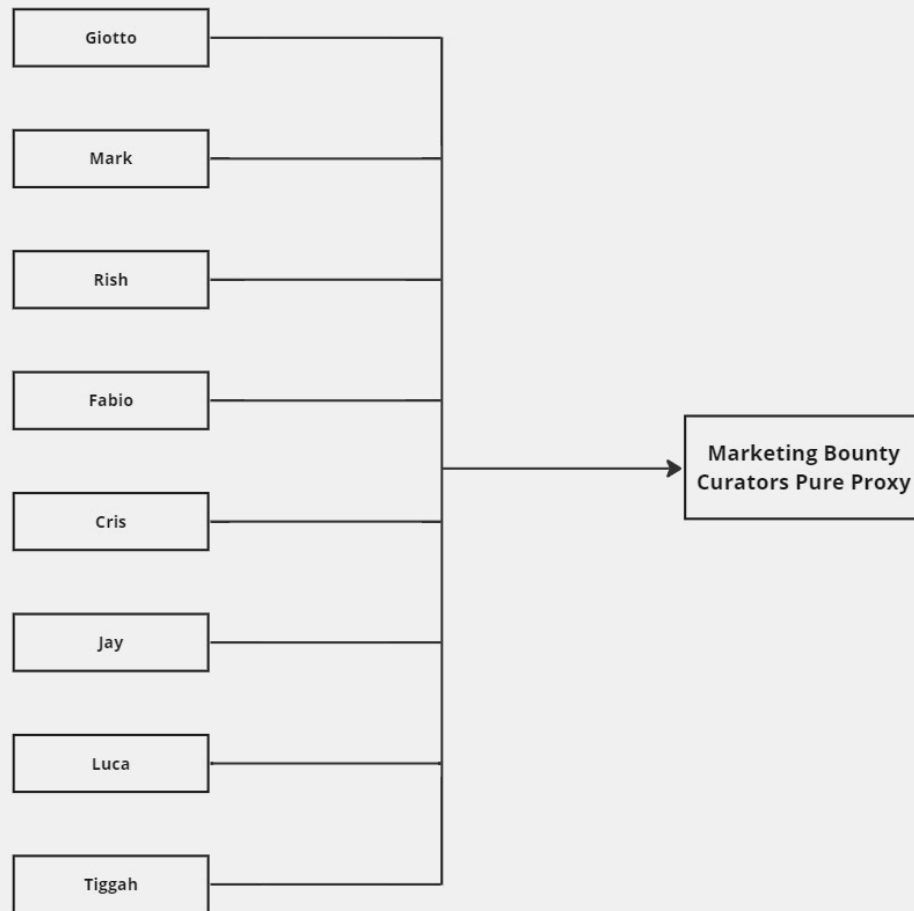 Giotto
Mark
Rish
Fabio
Marketing Bounty
Curators Pure Proxy
Cris
Jay
Luca
Tiggah